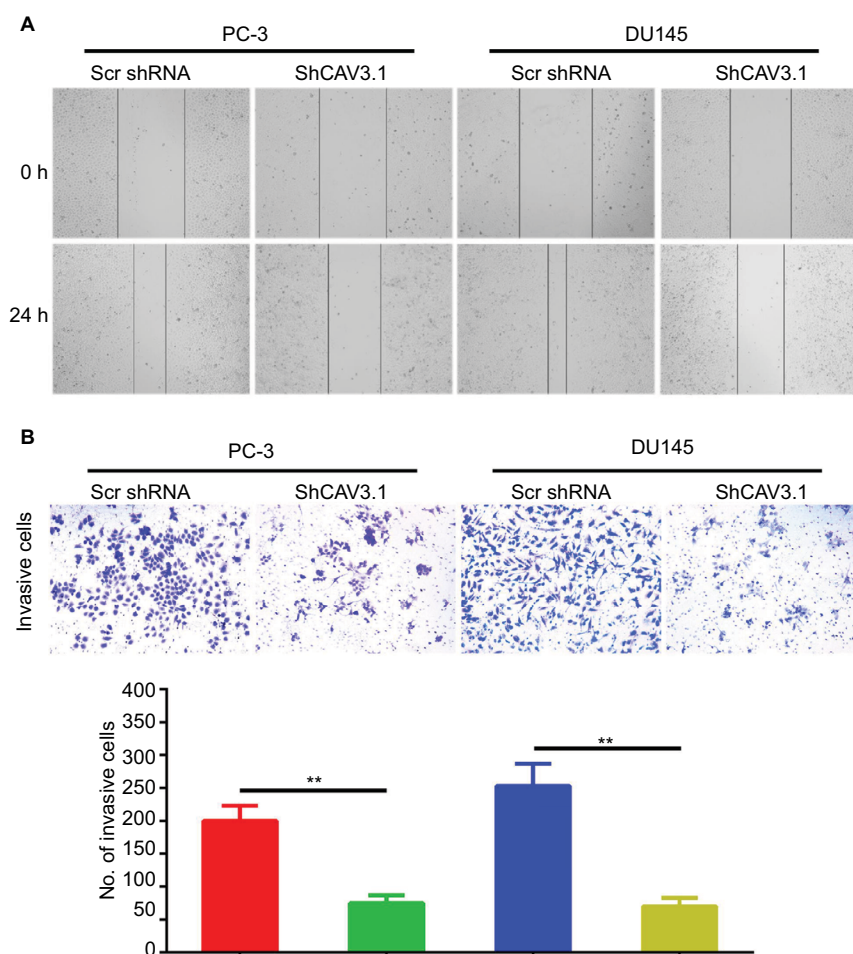 A
PC-3 DU145
Scr shRNA ShCAV3.1 Scr shRNA ShCAV3.1
0 h
24 h
B
PC-3 DU145
Scr shRNA ShCAV3.1 Scr shRNA ShCAV3.1
Invasive cells
No. of invasive cells
400
350
300
250
200
150
100
50
0
**
**